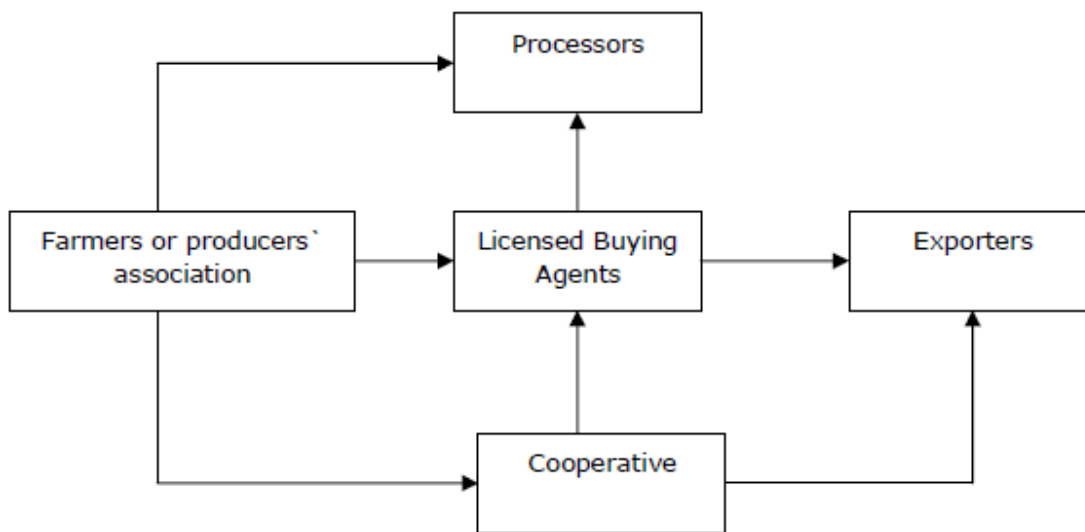 Processors
Farmers or producers`
association
Licensed Buying
Agents
Exporters
Cooperative